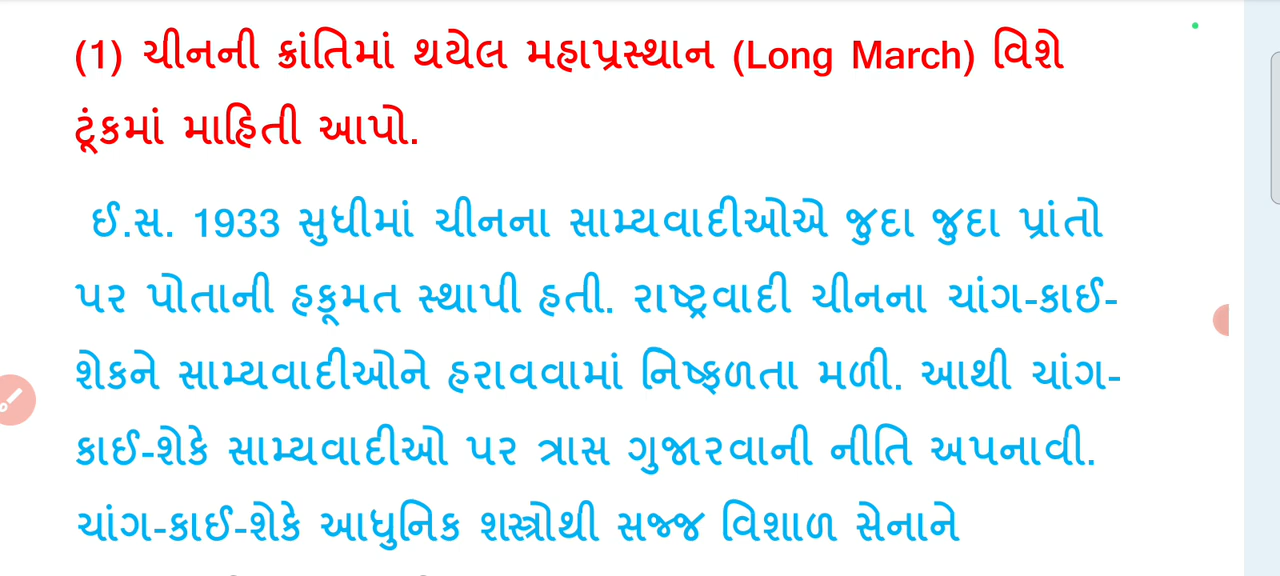 (1) ચીનની ક્રાંતિમાં થયેલ મહાપ્રસ્થાન (Long March) વિશે
ટૂંકમાં માહિતી આપો.
ઈ.સ. 1933 સુધીમાં ચીનના સામ્યવાદીઓએ જુદા જુદા પ્રાંતો
પર પોતાની હકૂમત સ્થાપી હતી. રાષ્ટ્રવાદી ચીનના ચાંગ-કાઈ-
શેકને સામ્યવાદીઓને હરાવવામાં નિષ્ફળતા મળી. આથી ચાંગ-
કાઈ-શેકે સામ્યવાદીઓ પર ત્રાસ ગુજારવાની નીતિ અપનાવી.
ચાંગ-કાઈ-શેકે આધુનિક શસ્ત્રોથી સજ્જ વિશાળ સેનાને